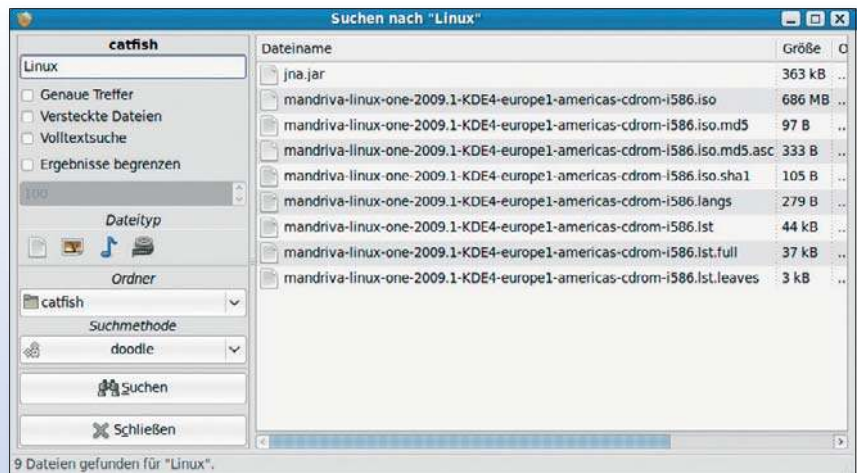 Suchen nach "Linux"
catfish
Linux
Genaue Treffer
Versteckte Dateien
Volltextsuche
Ergebnisse begrenzen
100
Dateityp
Ordner
catfish
Suchmethode
doodle
Suchen
Schließen
Dateiname Größe O
jna.jar 363 kB ..
mandriva-linux-one-2009.1-KDE4-europe1-americas-cdrom-i586.iso 686 MB ..
mandriva-linux-one-2009.1-KDE4-europe1-americas-cdrom-i586.iso.md5 97 B ..
mandriva-linux-one-2009.1-KDE4-europe1-americas-cdrom-i586.iso.md5.asc 333 B ..
mandriva-linux-one-2009.1-KDE4-europe1-americas-cdrom-i586.iso.sha1 105 B ..
mandriva-linux-one-2009.1-KDE4-europe1-americas-cdrom-i586.langs 279 B ..
mandriva-linux-one-2009.1-KDE4-europe1-americas-cdrom-i586.lst 44 kB ..
mandriva-linux-one-2009.1-KDE4-europe1-americas-cdrom-i586.lst.full 37 kB ..
mandriva-linux-one-2009.1-KDE4-europe1-americas-cdrom-i586.lst.leaves 3 kB ..
9 Dateien gefunden für "Linux".